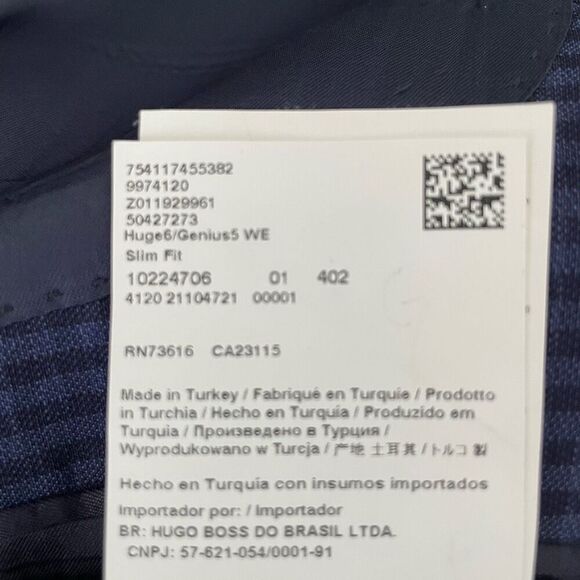 754117455382
9974120
Z011929961
50427273
Huge6/Genius5 WE
Slim Fit
10224706 01 402
4120 21104721 00001
RN73616 CA23115
Made in Turkey / Fabriqué en Turquie / Prodotto
in Turchia / Hecho en Turquía / Produzido em
Turquia / Произведено в Турция /
Wyprodukowano w Turcja / 产地 土耳其 / トルコ 製
Hecho en Turquía con insumos importados
Importador por: / Importador
BR: HUGO BOSS DO BRASIL LTDA.
CNPJ: 57-621-054/0001-91